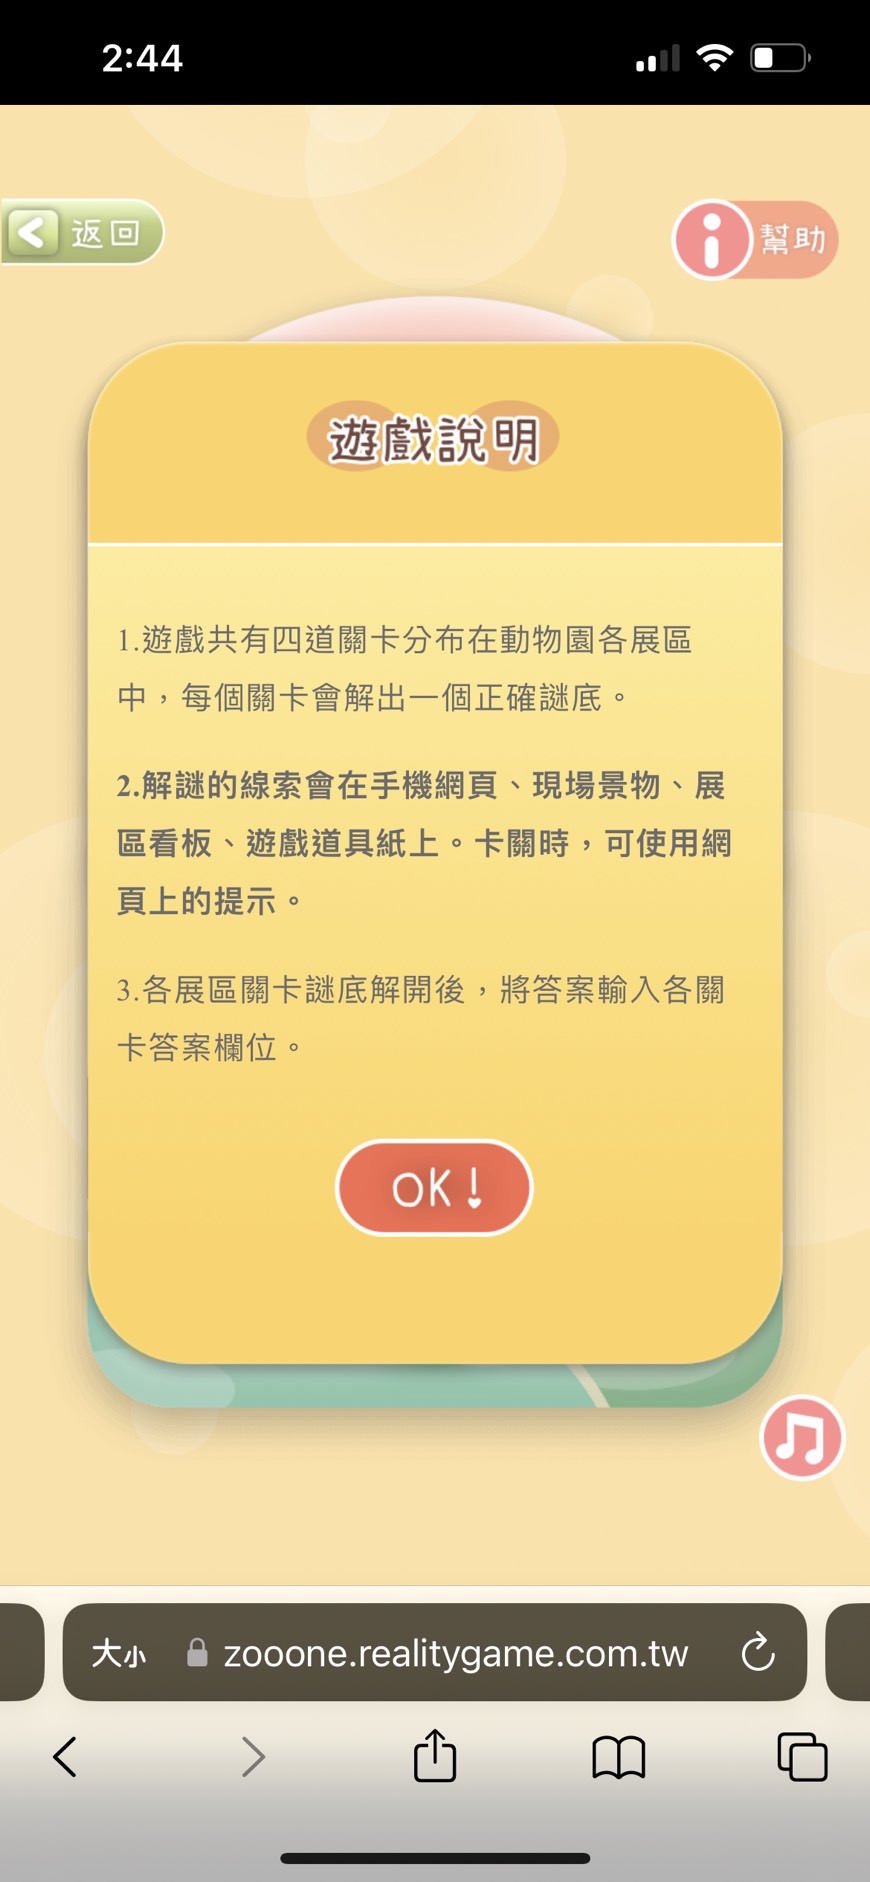 2:44
返回
幫助
遊戲說明
1.遊戲共有四道關卡分布在動物園各展區
中，每個關卡會解出一個正確謎底。
2.解謎的線索會在手機網頁、現場景物、展
區看板、遊戲道具紙上。卡關時，可使用網
頁上的提示。
3.各展區關卡謎底解開後，將答案輸入各關
卡答案欄位。
OK!
大小 zooone.realitygame.com.tw